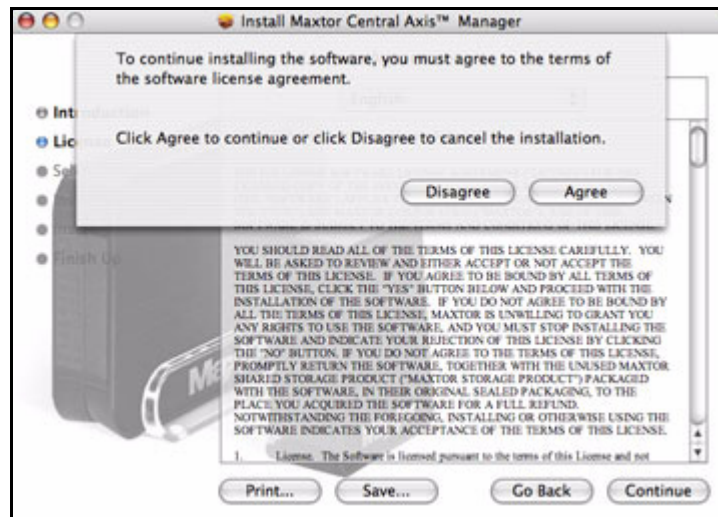 Install Maxtor Central Axis™ Manager
To continue installing the software, you must agree to the terms of
the software license agreement.
Click Agree to continue or click Disagree to cancel the installation.
Disagree
Agree
Finish Up
YOU SHOULD READ ALL OF THE TERMS OF THIS LICENSE CAREFULLY. YOU
WILL BE ASKED TO REVIEW AND EITHER ACCEPT OR NOT ACCEPT THE
TERMS OF THIS LICENSE. IF YOU AGREE TO BE BOUND BY ALL TERMS OF
THIS LICENSE, CLICK THE "YES" BUTTON BELOW AND PROCEED WITH THE
INSTALLATION OF THE SOFTWARE. IF YOU DO NOT AGREE TO BE BOUND BY
ALL THE TERMS OF THIS LICENSE, MAXTOR IS UNWILLING TO GRANT YOU
ANY RIGHTS TO USE THE SOFTWARE, AND YOU MUST STOP INSTALLING THE
SOFTWARE AND INDICATE YOUR REJECTION OF THIS LICENSE BY CLICKING
THE "NO" BUTTON. IF YOU DO NOT AGREE TO THE TERMS OF THIS LICENSE,
PROMPTLY RETURN THE SOFTWARE, TOGETHER WITH THE UNUSED MAXTOR
SHARED STORAGE PRODUCT ("MAXTOR STORAGE PRODUCT") PACKAGED
WITH THE SOFTWARE, IN THEIR ORIGINAL SEALED PACKAGING, TO THE
PLACE YOU ACQUIRED THE SOFTWARE FOR A FULL REFUND.
NOTWITHSTANDING THE FOREGOING, INSTALLING OR OTHERWISE USING THE
SOFTWARE INDICATES YOUR ACCEPTANCE OF THE TERMS OF THIS LICENSE.
1. License. The Software is licensed pursuant to the terms of this License and not
Print...
Save...
Go Back
Continue